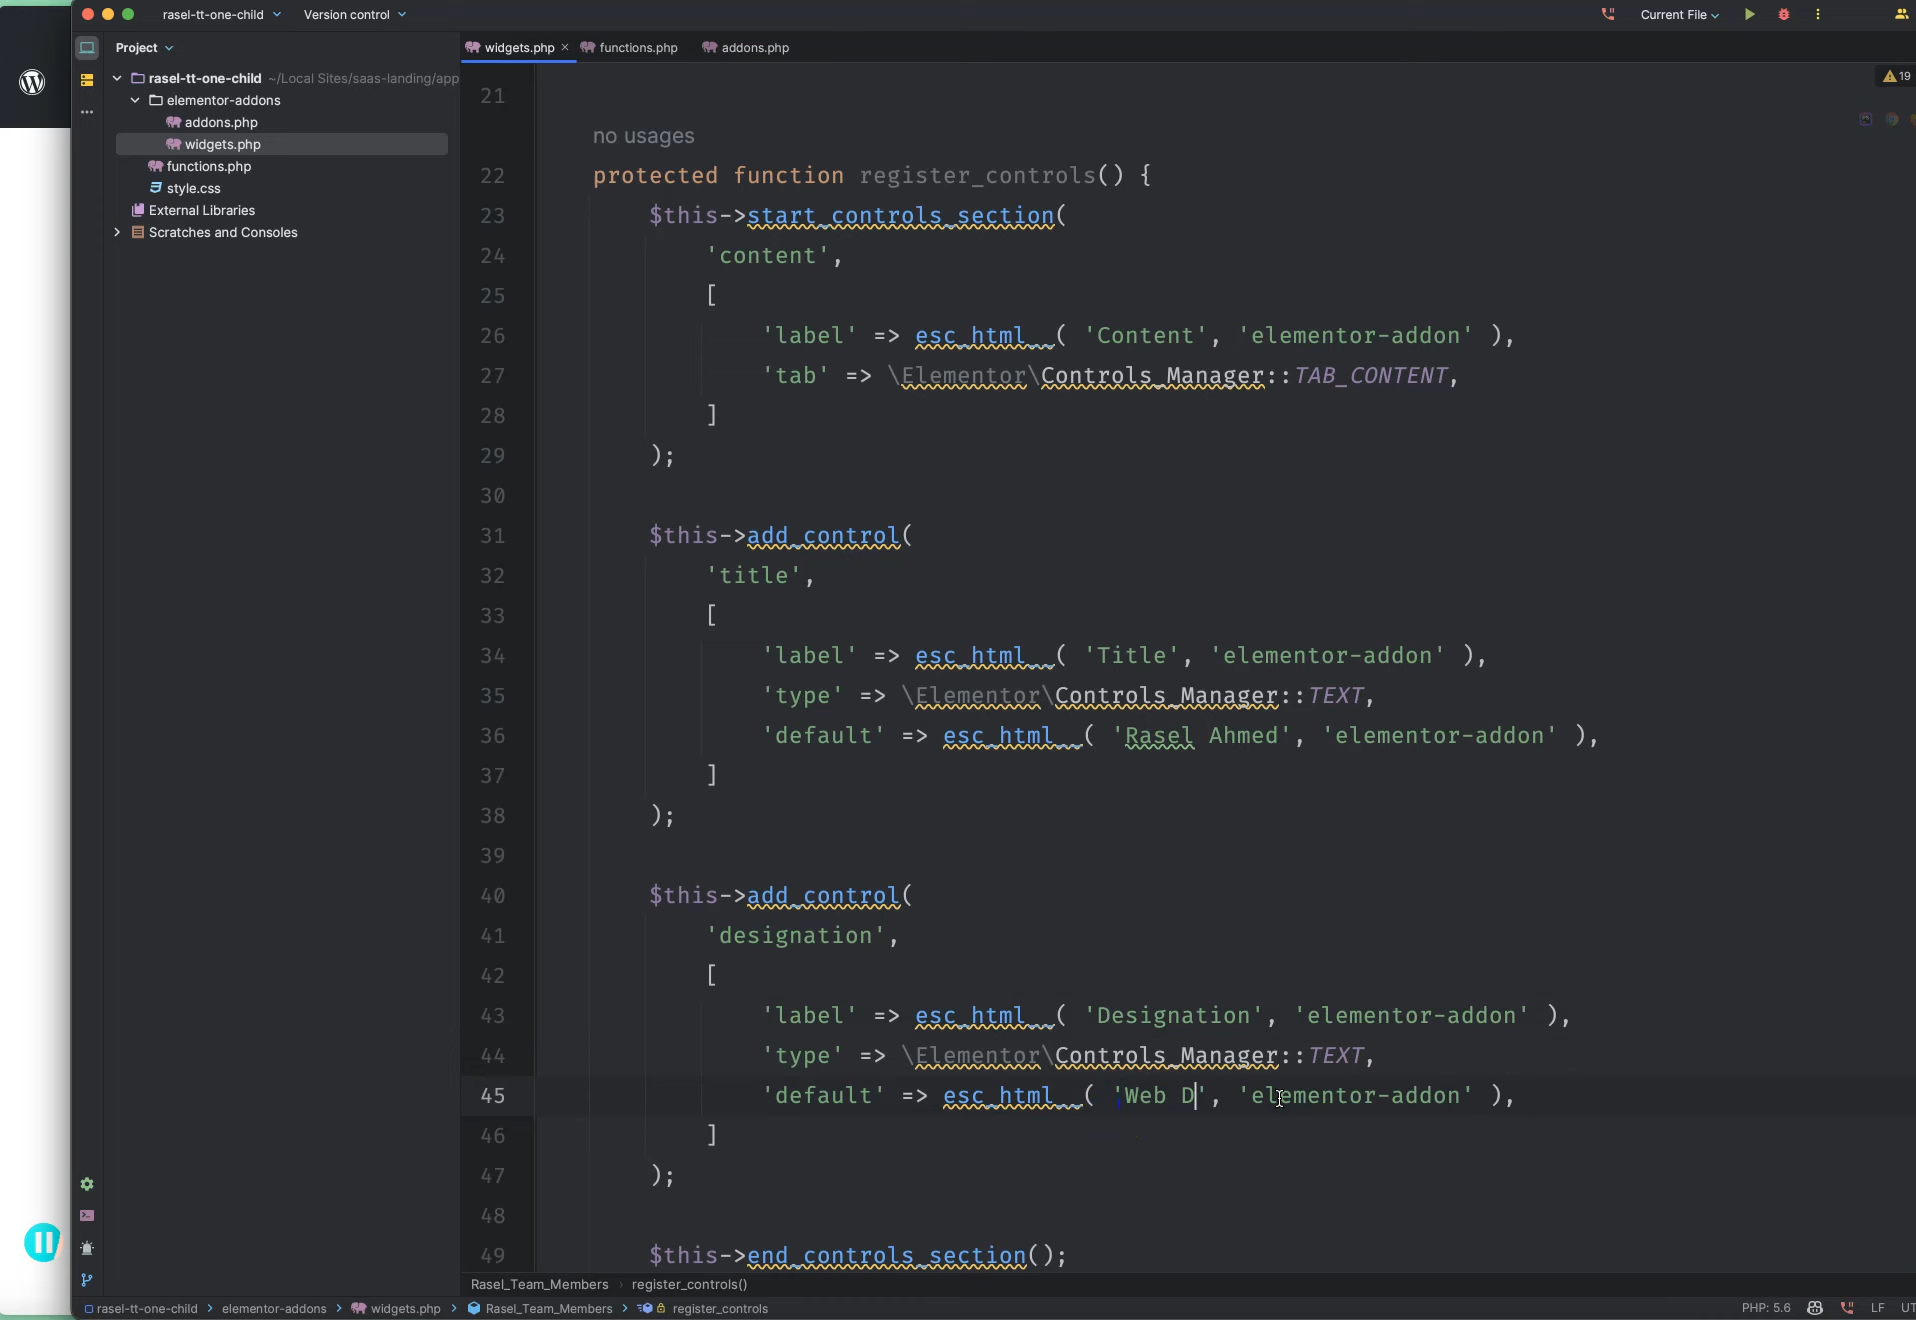 rasel-tt-one-child Version control Current File
Project
widgets.php functions.php addons.php
rasel-tt-one-child ~/Local Sites/saas-landing/app
elementor-addons
addons.php
widgets.php
functions.php
style.css
External Libraries
Scratches and Consoles
19
21
no usages
22 protected function register_controls() {
23 $this->start_controls_section(
24 'content',
25 [
26 'label' => esc_html__( 'Content', 'elementor-addon' ),
27 'tab' => \Elementor\Controls_Manager::TAB_CONTENT,
28 ]
29 );
30
31 $this->add_control(
32 'title',
33 [
34 'label' => esc_html__( 'Title', 'elementor-addon' ),
35 'type' => \Elementor\Controls_Manager::TEXT,
36 'default' => esc_html__( 'Rasel Ahmed', 'elementor-addon' ),
37 ]
38 );
39
40 $this->add_control(
41 'designation',
42 [
43 'label' => esc_html__( 'Designation', 'elementor-addon' ),
44 'type' => \Elementor\Controls_Manager::TEXT,
45 'default' => esc_html__( 'Web D', 'elementor-addon' ),
46 ]
47 );
48
49 $this->end_controls_section();
Rasel_Team_Members › register_controls()
rasel-tt-one-child › elementor-addons › widgets.php › Rasel_Team_Members › register_controls PHP: 5.6 LF UT